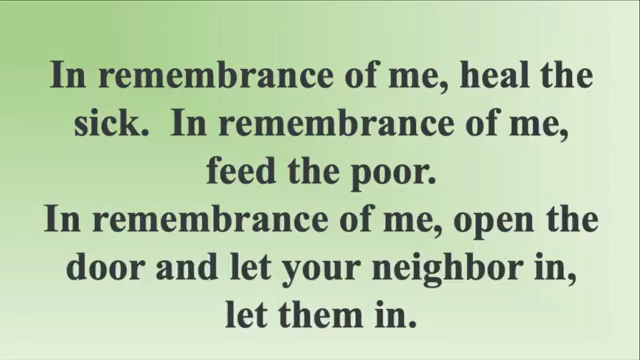 In remembrance of me, heal the
sick.  In remembrance of me,
feed the poor.
In remembrance of me, open the
door and let your neighbor in,
let them in.